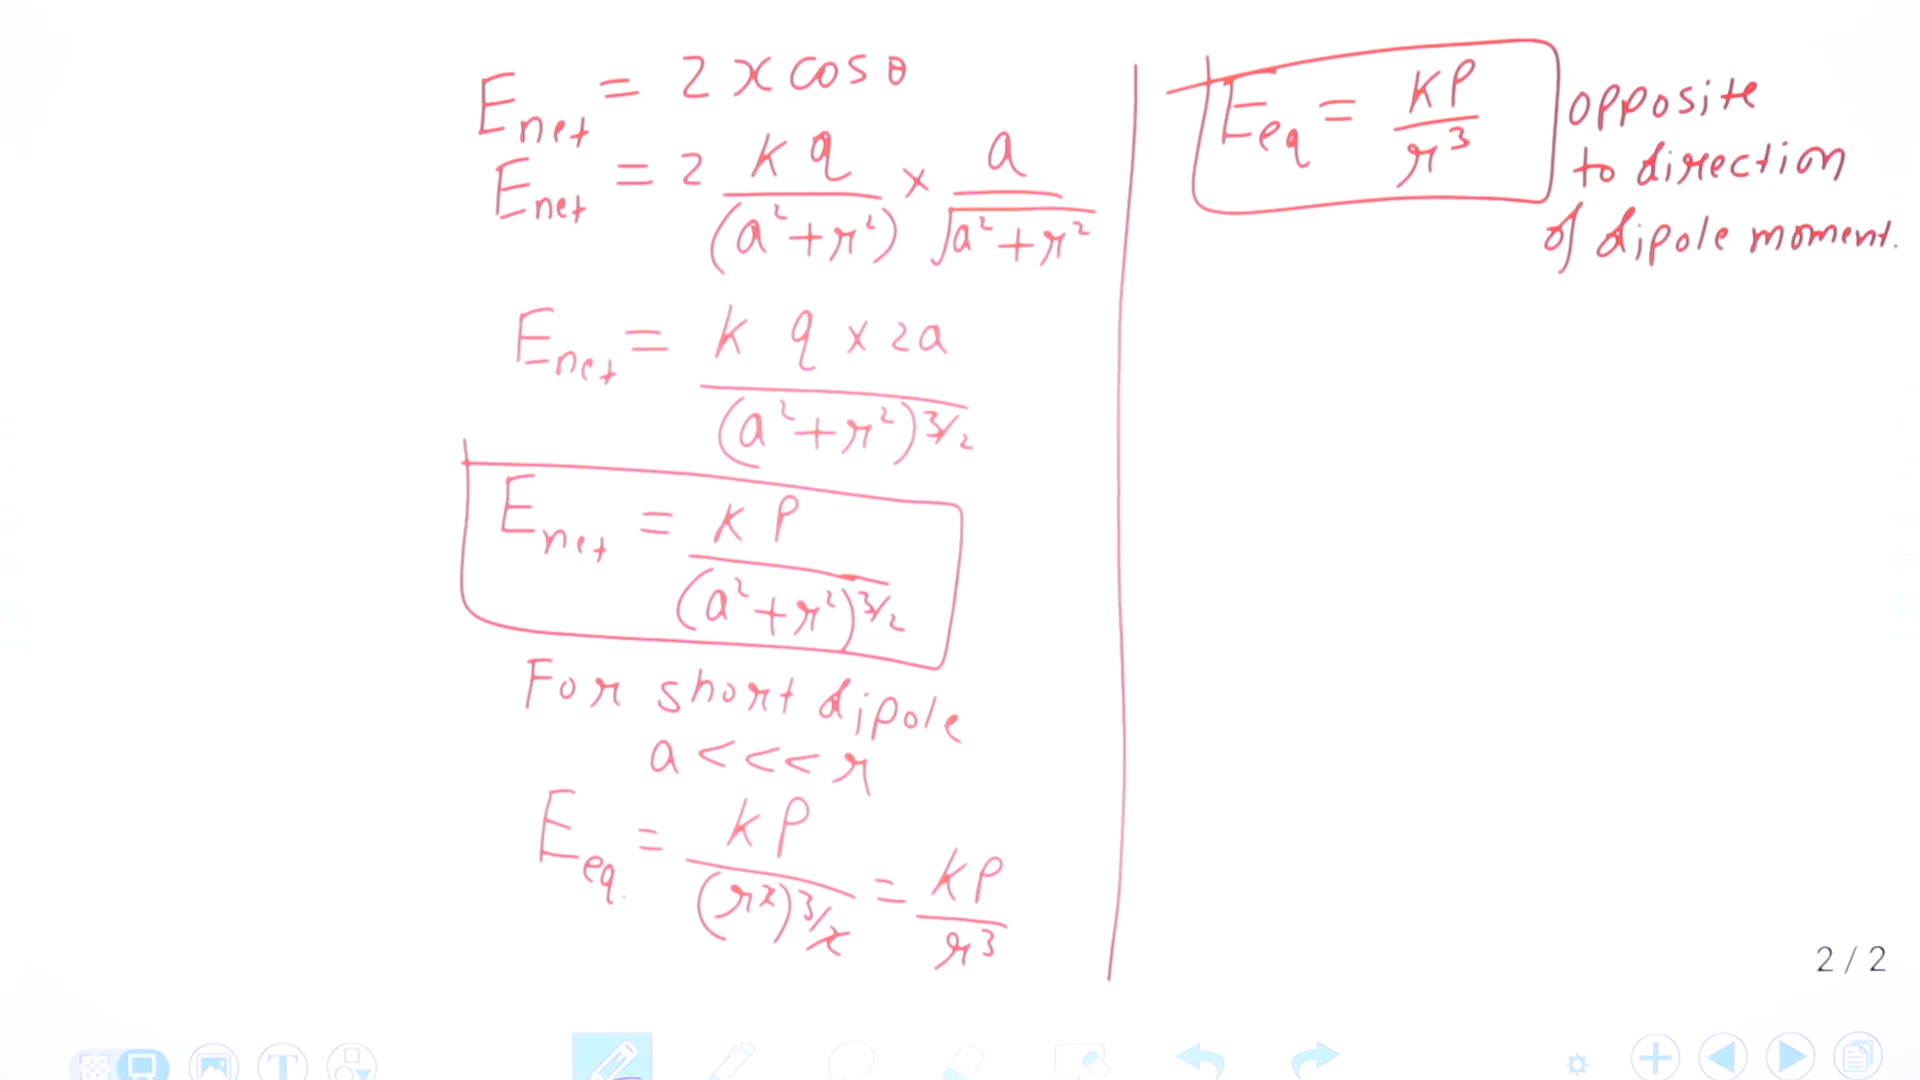 E_net = 2 x cos θ
E_net = 2 kq/(a²+r²) × a/√(a²+r²)
E_net = k q × 2a/(a²+r²)^3/2
E_net = KP/(a²+r²)^3/2
For short dipole
a <<< r
E_eq. = KP/(r²)^3/2 = KP/r³
E_eq = KP/r³
opposite
to direction
of dipole moment.
2 / 2
T